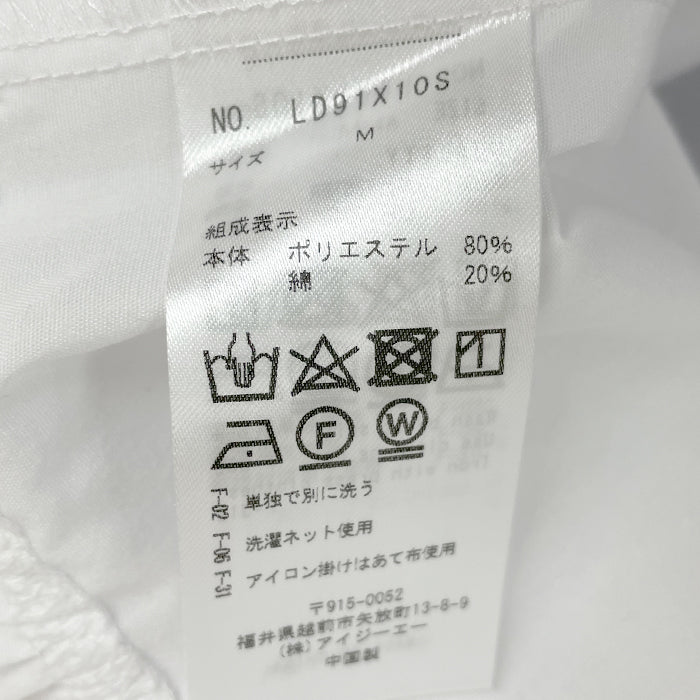 NO. LD91X10S
サイズ M
組成表示
本体 ポリエステル 80%
綿 20%
F
W
F-02 単独で別に洗う
F-06 洗濯ネット使用
F-31 アイロン掛けはあて布使用
〒915-0052
福井県越前市矢放町13-8-9
(株)アイジーエー
中国製